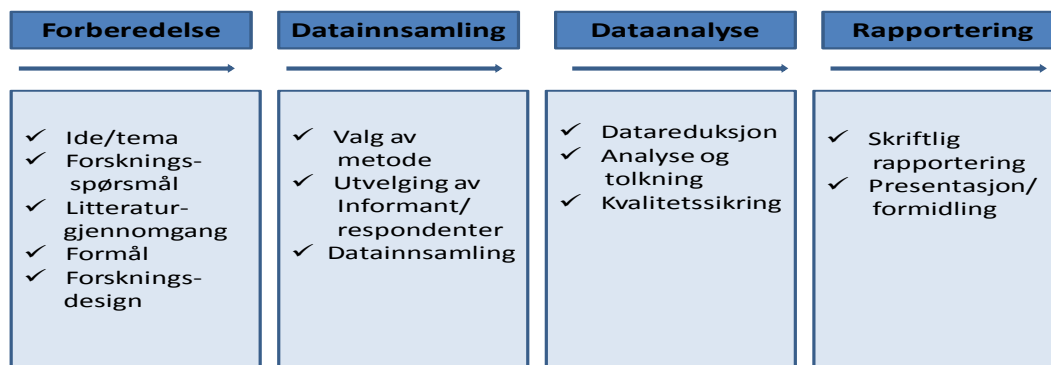 Forberedelse
Datainnsamling
Dataanalyse
Rapportering
✓ Ide/tema
✓ Forsknings-
spørsmål
✓ Litteratur-
gjennomgang
✓ Formål
✓ Forsknings-
design
✓ Valg av
metode
✓ Utvelging av
Informant/
respondenter
✓ Datainnsamling
✓ Datareduksjon
✓ Analyse og
tolkning
✓ Kvalitetssikring
✓ Skriftlig
rapportering
✓ Presentasjon/
formidling